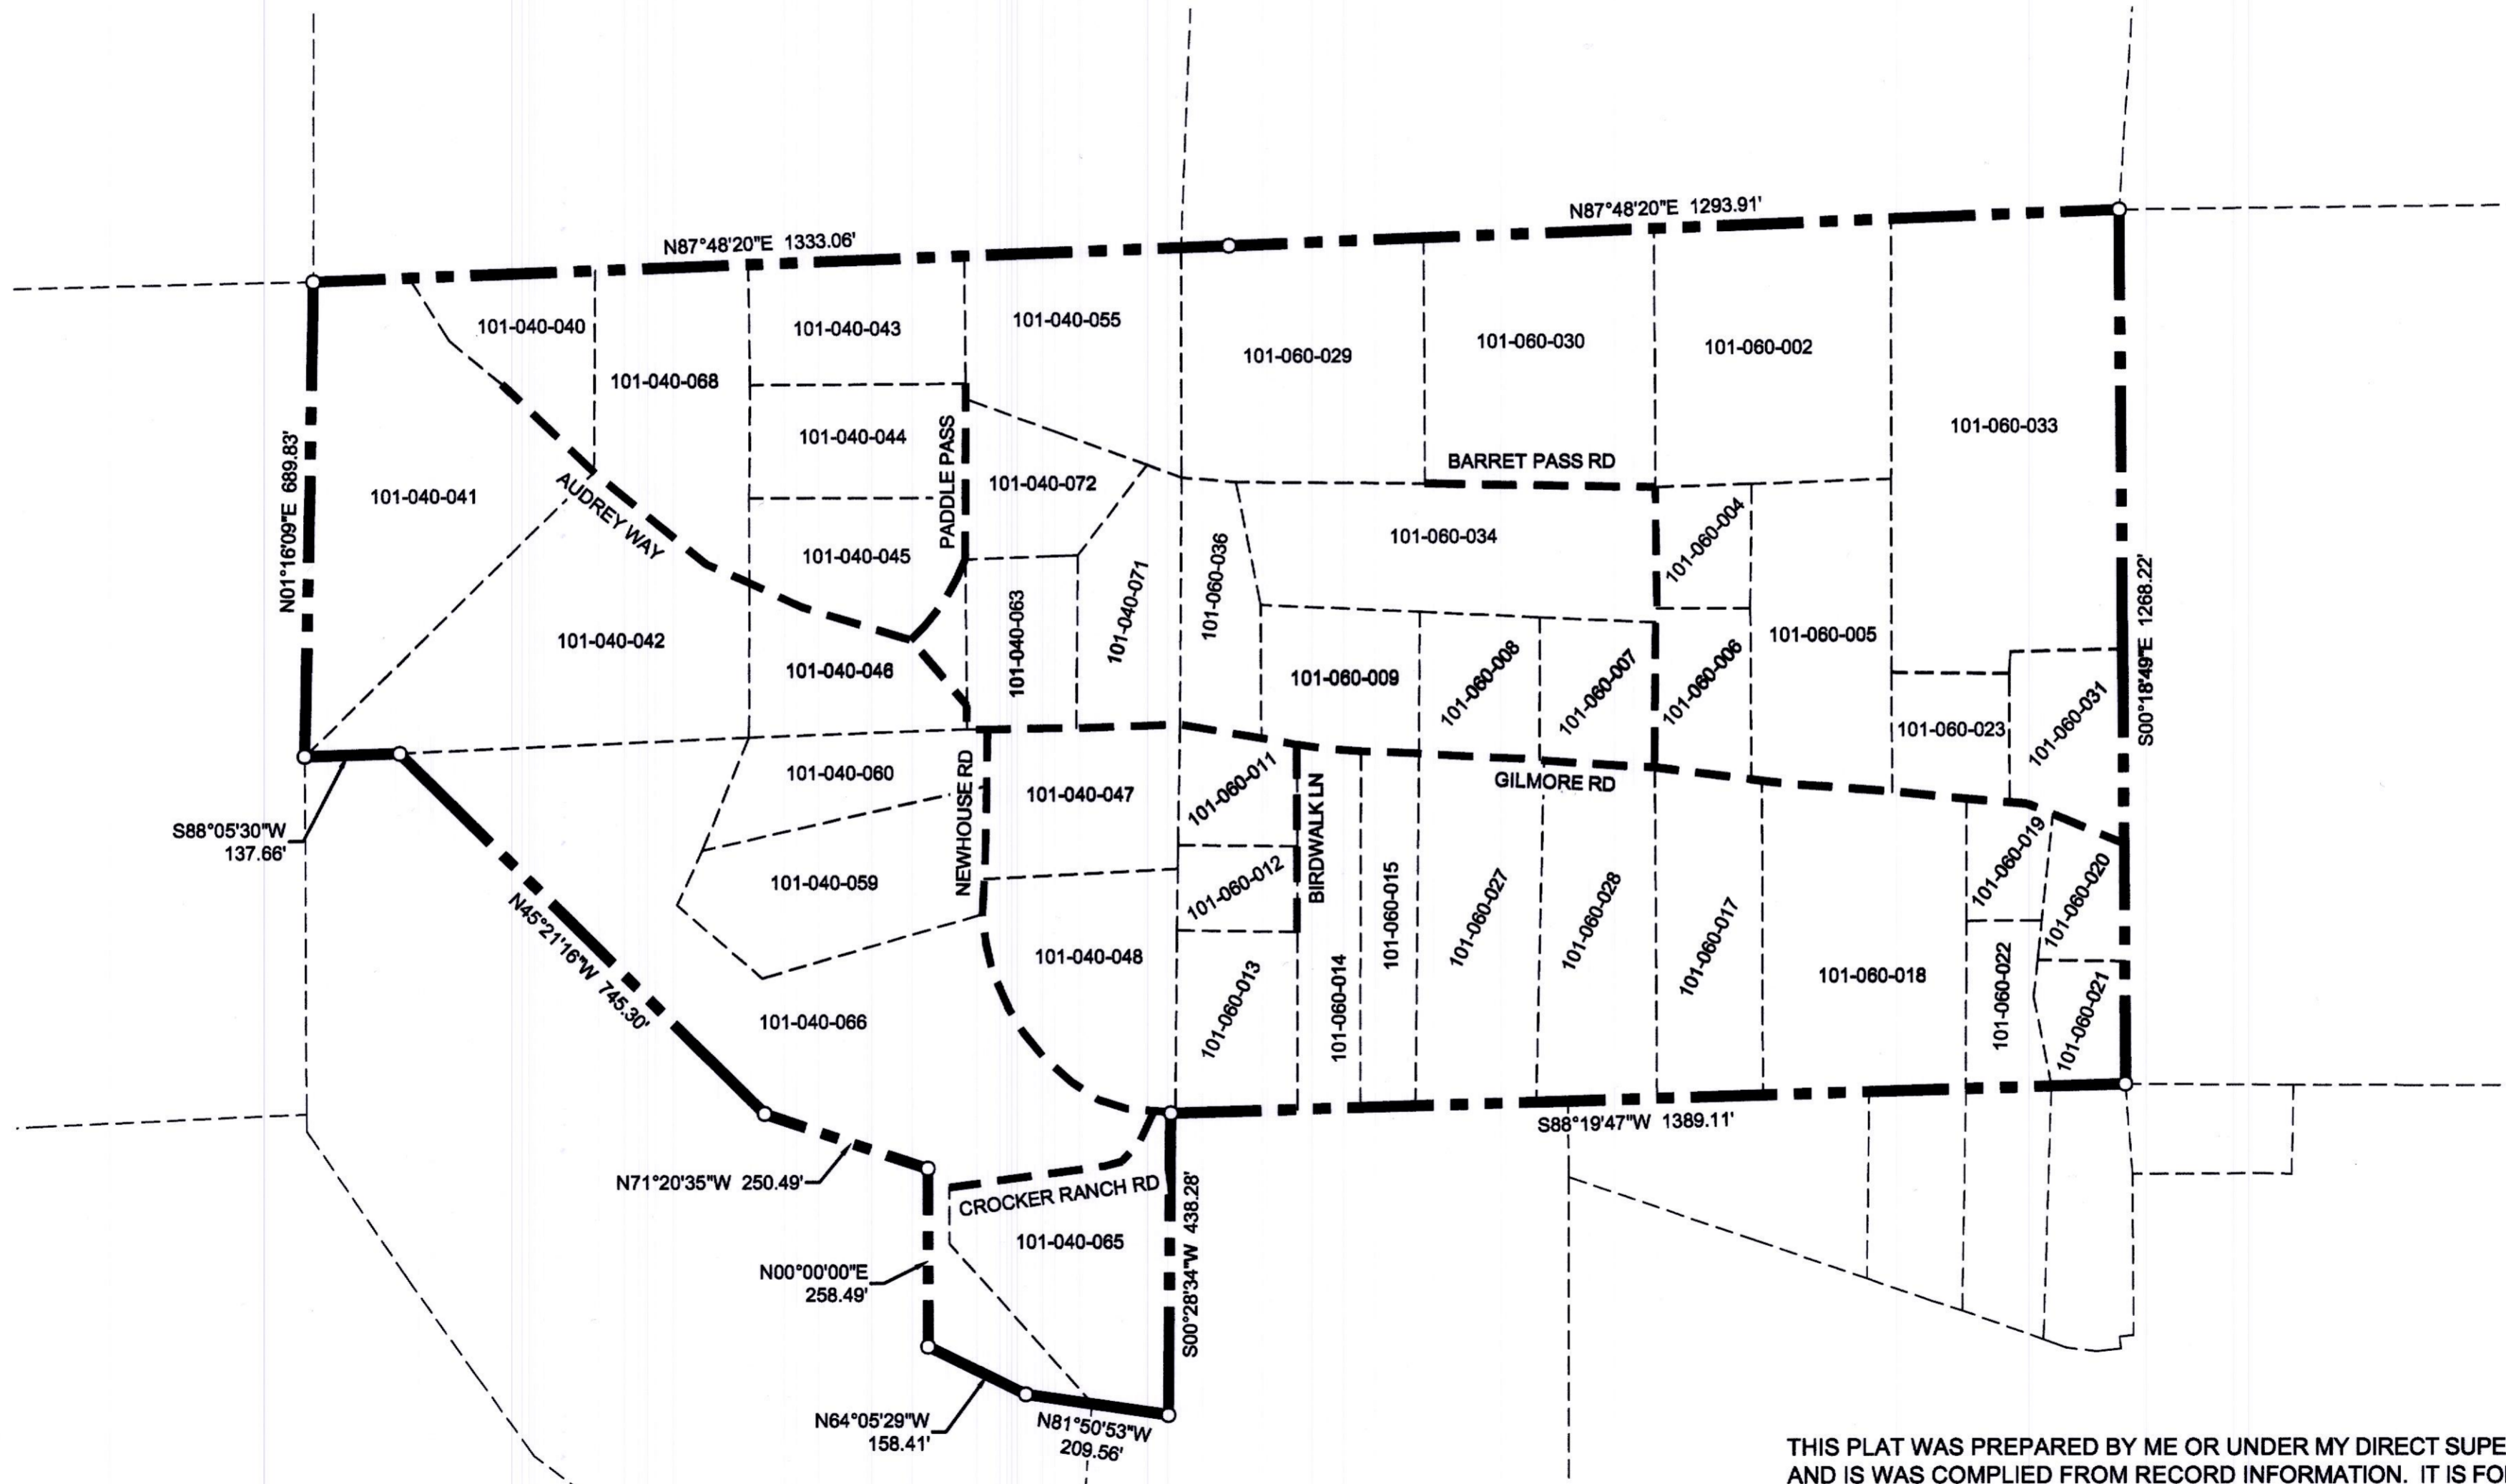 N87°48'20"E 1293.91'
N87°48'20"E 1333.06'
101-040-055
101-040-040
101-040-043
101-060-030
101-060-002
101-060-029
101-040-068
101-060-033
101-040-044
PADDLE PASS
BARRET PASS RD
101-040-072
101-040-041
N01°16'09"E 689.83'
AUDREY WAY
101-060-034
101-060-004
101-040-045
101-060-036
101-040-071
101-040-063
101-060-005
101-040-042
101-040-046
101-060-009
101-060-008
101-060-007
101-060-006
S00°18'49"E 1268.22'
101-060-023
101-060-031
101-040-060
NEWHOUSE RD
101-040-047
101-060-011
BIRDWALK LN
GILMORE RD
S88°05'30"W
137.66'
101-040-059
101-060-012
101-060-019
101-060-020
101-060-015
101-060-027
101-060-028
101-060-017
N45°21'16"W 745.30'
101-040-048
101-060-018
101-060-022
101-060-013
101-060-014
101-060-021
101-040-066
S88°19'47"W 1389.11'
N71°20'35"W 250.49'
CROCKER RANCH RD
101-040-065
S00°28'34"W 438.28'
N00°00'00"E
258.49'
N64°05'29"W
158.41'
N81°50'53"W
209.56'
THIS PLAT WAS PREPARED BY ME OR UNDER MY DIRECT SUPE
AND IS WAS COMPLIED FROM RECORD INFORMATION. IT IS FO